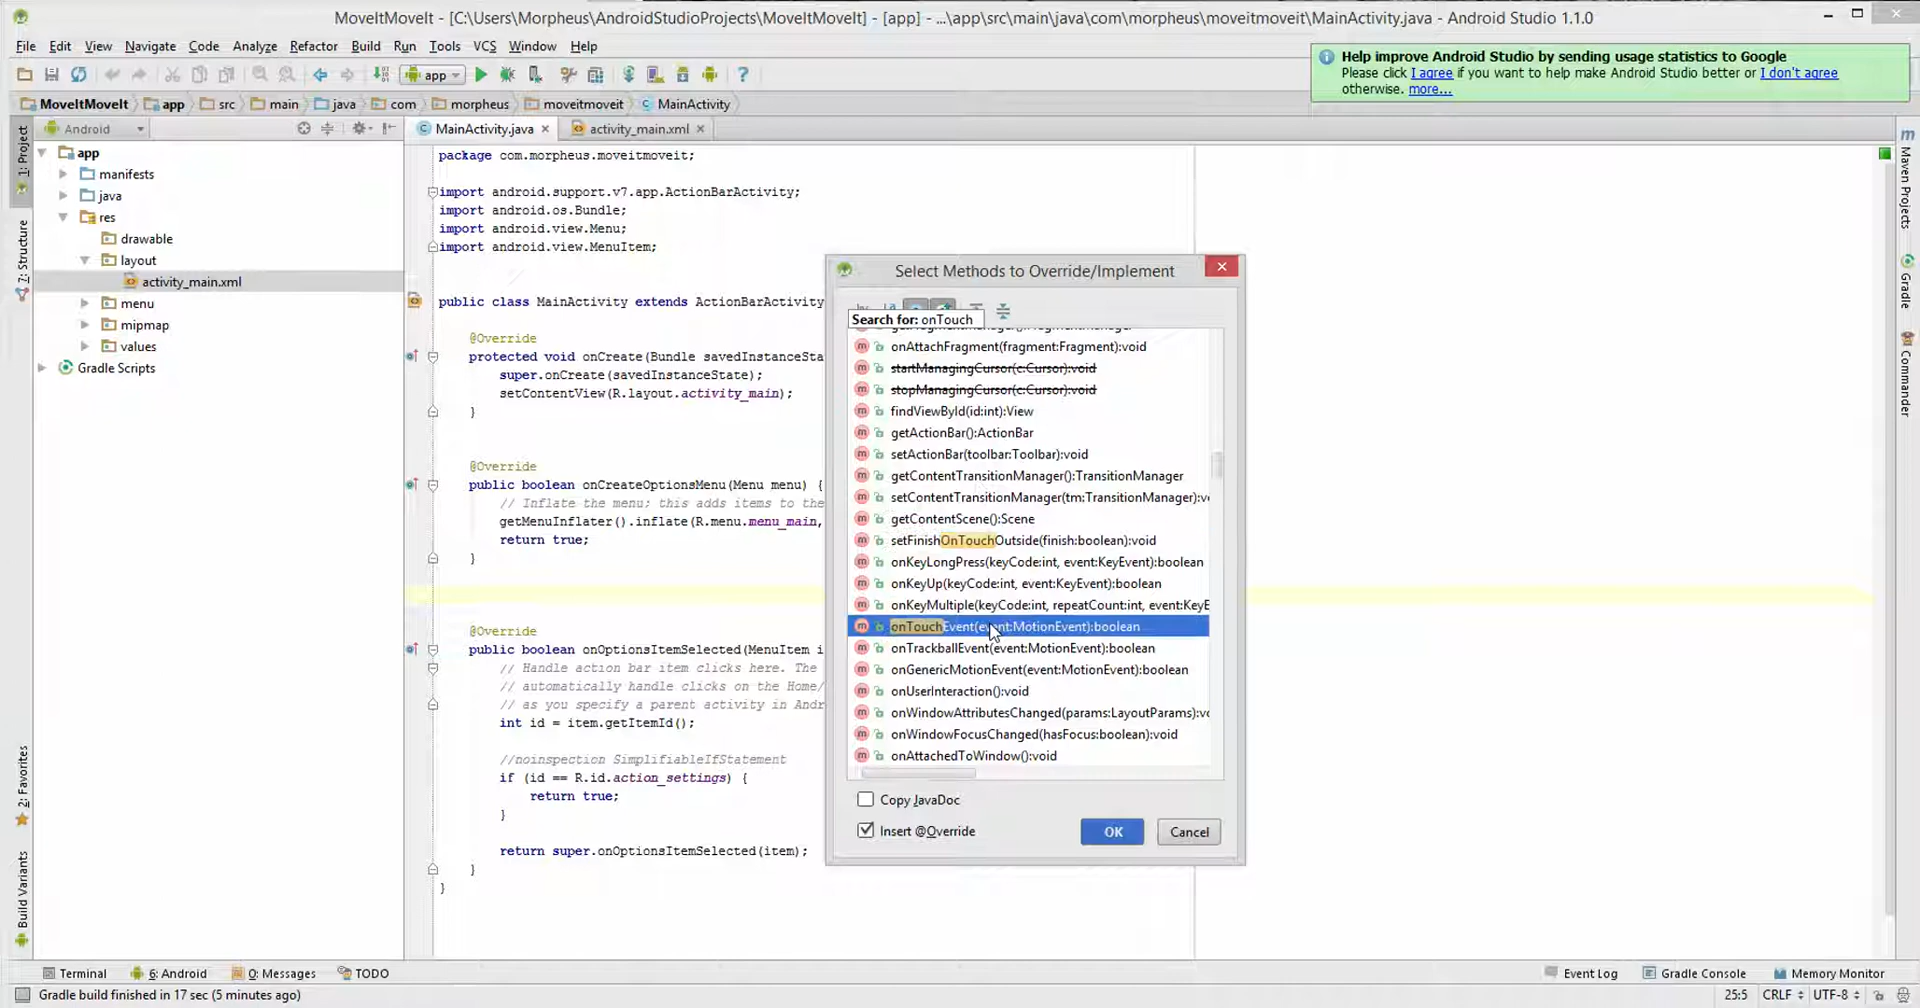 MoveItMoveIt - [C:\Users\Morpheus\AndroidStudioProjects\MoveItMoveIt] - [app] - ...\app\src\main\java\com\morpheus\moveitmoveit\MainActivity.java - Android Studio 1.1.0
File Edit View Navigate Code Analyze Refactor Build Run Tools VCS Window Help
Help improve Android Studio by sending usage statistics to Google
Please click I agree if you want to help make Android Studio better or I don't agree
otherwise. more...
app
MoveItMoveIt app src main java com morpheus moveitmoveit MainActivity
Android
MainActivity.java activity_main.xml
1: Project
7: Structure
2: Favorites
Build Variants
app
manifests
java
res
drawable
layout
activity_main.xml
menu
mipmap
values
Gradle Scripts
package com.morpheus.moveitmoveit;
import android.support.v7.app.ActionBarActivity;
import android.os.Bundle;
import android.view.Menu;
import android.view.MenuItem;
public class MainActivity extends ActionBarActivity
@Override
protected void onCreate(Bundle savedInstanceSta
super.onCreate(savedInstanceState);
setContentView(R.layout.activity_main);
}
@Override
public boolean onCreateOptionsMenu(Menu menu) {
// Inflate the menu; this adds items to the
getMenuInflater().inflate(R.menu.menu_main,
return true;
}
@Override
public boolean onOptionsItemSelected(MenuItem i
// Handle action bar item clicks here. The
// automatically handle clicks on the Home/
// as you specify a parent activity in Andr
int id = item.getItemId();
//noinspection SimplifiableIfStatement
if (id == R.id.action_settings) {
return true;
}
return super.onOptionsItemSelected(item);
}
}
Select Methods to Override/Implement
Search for: onTouch
onAttachFragment(fragment:Fragment):void
startManagingCursor(c:Cursor):void
stopManagingCursor(c:Cursor):void
findViewById(id:int):View
getActionBar():ActionBar
setActionBar(toolbar:Toolbar):void
getContentTransitionManager():TransitionManager
setContentTransitionManager(tm:TransitionManager):v
getContentScene():Scene
setFinishOnTouchOutside(finish:boolean):void
onKeyLongPress(keyCode:int, event:KeyEvent):boolean
onKeyUp(keyCode:int, event:KeyEvent):boolean
onKeyMultiple(keyCode:int, repeatCount:int, event:KeyE
onTouchEvent(event:MotionEvent):boolean
onTrackballEvent(event:MotionEvent):boolean
onGenericMotionEvent(event:MotionEvent):boolean
onUserInteraction():void
onWindowAttributesChanged(params:LayoutParams):v
onWindowFocusChanged(hasFocus:boolean):void
onAttachedToWindow():void
Copy JavaDoc
Insert @Override
OK Cancel
Maven Projects
Gradle
Commander
Terminal 6: Android 0: Messages TODO Event Log Gradle Console Memory Monitor
Gradle build finished in 17 sec (5 minutes ago) 25:5 CRLF UTF-8